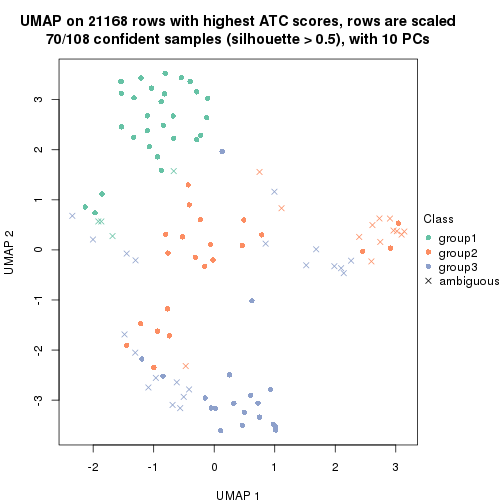 UMAP on 21168 rows with highest ATC scores, rows are scaled
70/108 confident samples (silhouette > 0.5), with 10 PCs
3
2
1
0
-1
-2
-3
UMAP 2
-2
-1
0
1
2
3
UMAP 1
Class
group1
group2
group3
ambiguous